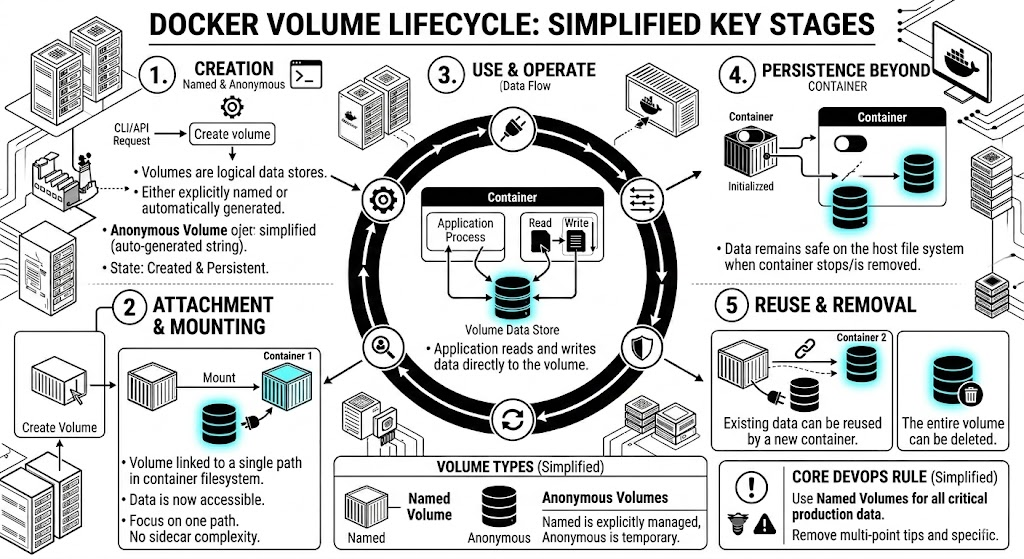 DOCKER VOLUME LIFECYCLE: SIMPLIFIED KEY STAGES
1.
CREATION
Named & Anonymous
CLI/API
Request
Create volume
• Volumes are logical data stores.
• Either explicitly named or
automatically generated.
• Anonymous Volume ojer: simplified
(auto-generated string).
• State: Created & Persistent.
2
ATTACHMENT
& MOUNTING
Create Volume
Container 1
Mount
• Volume linked to a single path
in container filesystem.
• Data is now accessible.
• Focus on one path.
No sidecar complexity.
3.
USE & OPERATE
(Data Flow
Container
Application
Process
Read
Write
Volume Data Store
• Application reads and writes
data directly to the volume.
VOLUME TYPES (Simplified)
Named
Volume
Named
Anonymous
Anonymous Volumes
Named is explicitly managed,
Anonymous is temporary.
4.
PERSISTENCE BEYOND
CONTAINER
Container
Initialized
Container
• Data remains safe on the host file system
when container stops/is removed.
5
REUSE & REMOVAL
Container 2
Existing data can be reused
by a new container.
The entire volume
can be deleted.
CORE DEVOPS RULE (Simplified)
Use Named Volumes for all critical
production data.
Remove multi-point tips and specific.